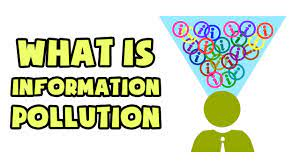 WHAT IS
INFORMATION
POLLUTION